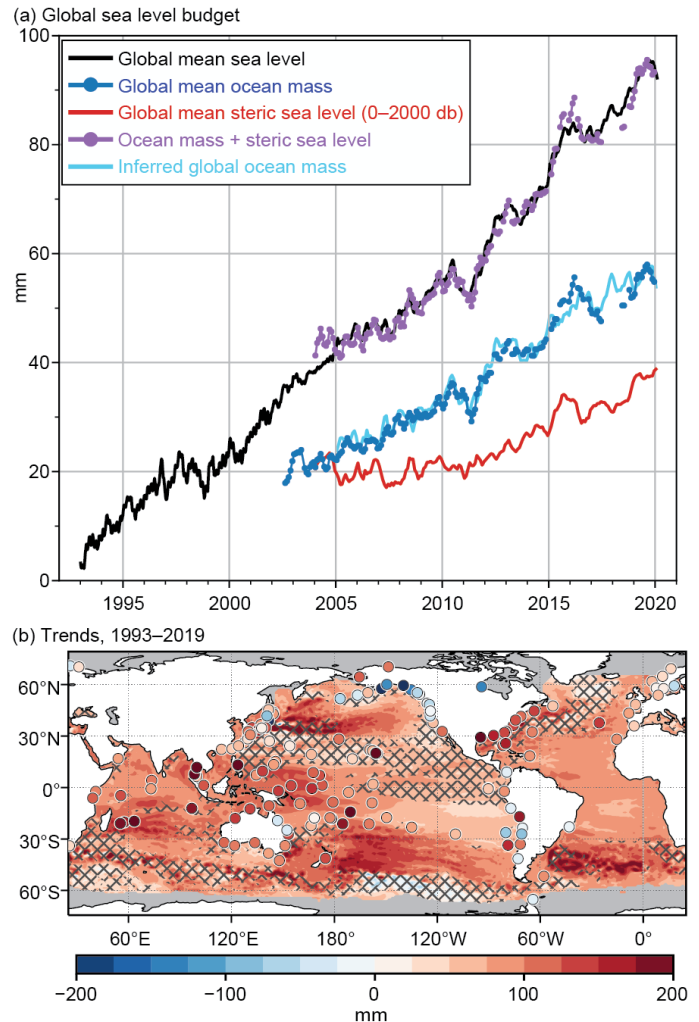 (a) Global sea level budget
100
80
60
40
20
0
mm
Global mean sea level
Global mean ocean mass
Global mean steric sea level (0–2000 db)
Ocean mass + steric sea level
Inferred global ocean mass
1995 2000 2005 2010 2015 2020
(b) Trends, 1993–2019
60°N
30°N
0°
30°S
60°S
60°E 120°E 180° 120°W 60°W 0°
−200 −100 0 100 200
mm